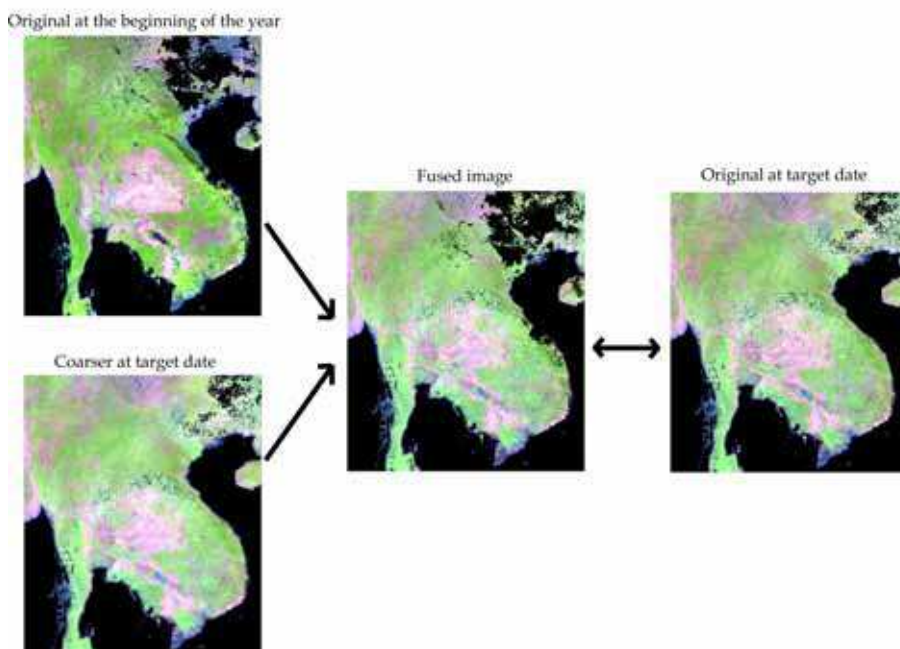 Original at the beginning of the year
Fused image
Original at target date
Coarser at target date